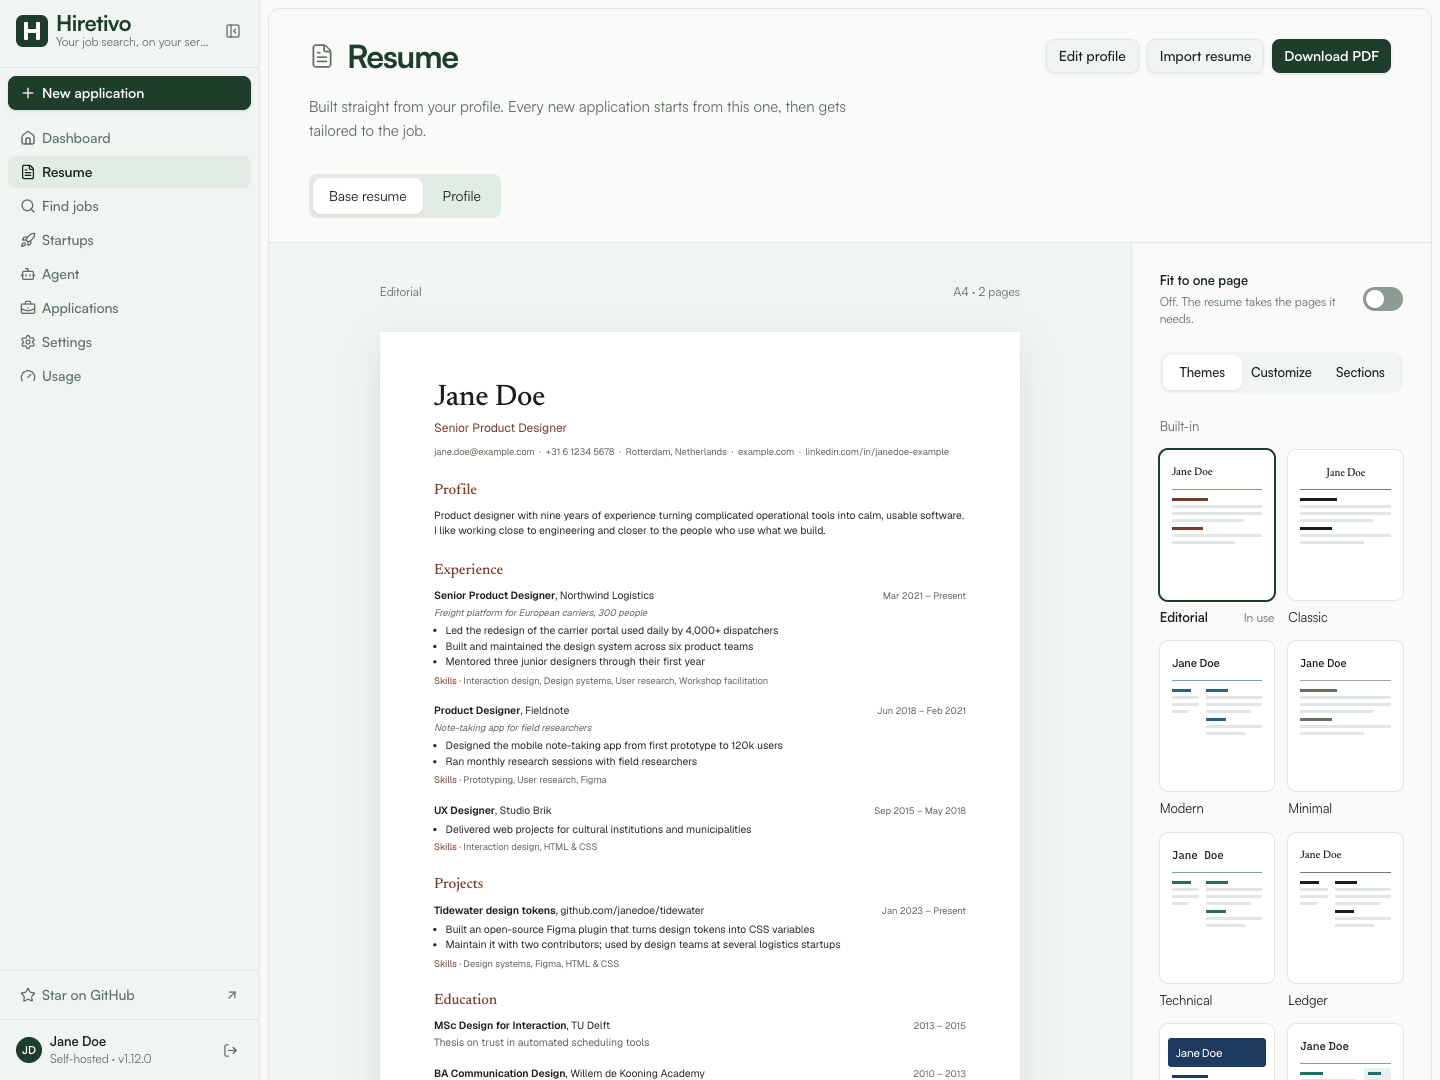 Hiretivo
Your job search, on your ser...
New application
Dashboard
Resume
Find jobs
Startups
Agent
Applications
Settings
Usage
Star on GitHub
JD
Jane Doe
Self-hosted · v1.12.0
Resume
Edit profile
Import resume
Download PDF
Built straight from your profile. Every new application starts from this one, then gets
tailored to the job.
Base resume
Profile
Editorial
A4 · 2 pages
Jane Doe
Senior Product Designer
jane.doe@example.com · +31 6 1234 5678 · Rotterdam, Netherlands · example.com · linkedin.com/in/janedoe-example
Profile
Product designer with nine years of experience turning complicated operational tools into calm, usable software.
I like working close to engineering and closer to the people who use what we build.
Experience
Senior Product Designer, Northwind Logistics
Mar 2021 – Present
Freight platform for European carriers, 300 people
• Led the redesign of the carrier portal used daily by 4,000+ dispatchers
• Built and maintained the design system across six product teams
• Mentored three junior designers through their first year
Skills · Interaction design, Design systems, User research, Workshop facilitation
Product Designer, Fieldnote
Jun 2018 – Feb 2021
Note-taking app for field researchers
• Designed the mobile note-taking app from first prototype to 120k users
• Ran monthly research sessions with field researchers
Skills · Prototyping, User research, Figma
UX Designer, Studio Brik
Sep 2015 – May 2018
• Delivered web projects for cultural institutions and municipalities
Skills · Interaction design, HTML & CSS
Projects
Tidewater design tokens, github.com/janedoe/tidewater
Jan 2023 – Present
• Built an open-source Figma plugin that turns design tokens into CSS variables
• Maintain it with two contributors; used by design teams at several logistics startups
Skills · Design systems, Figma, HTML & CSS
Education
MSc Design for Interaction, TU Delft
2013 – 2015
Thesis on trust in automated scheduling tools
BA Communication Design, Willem de Kooning Academy
2010 – 2013
Fit to one page
Off. The resume takes the pages it
needs.
Themes
Customize
Sections
Built-in
Jane Doe
Jane Doe
Editorial
In use
Classic
Jane Doe
Jane Doe
Modern
Minimal
Jane Doe
Jane Doe
Technical
Ledger
Jane Doe
Jane Doe